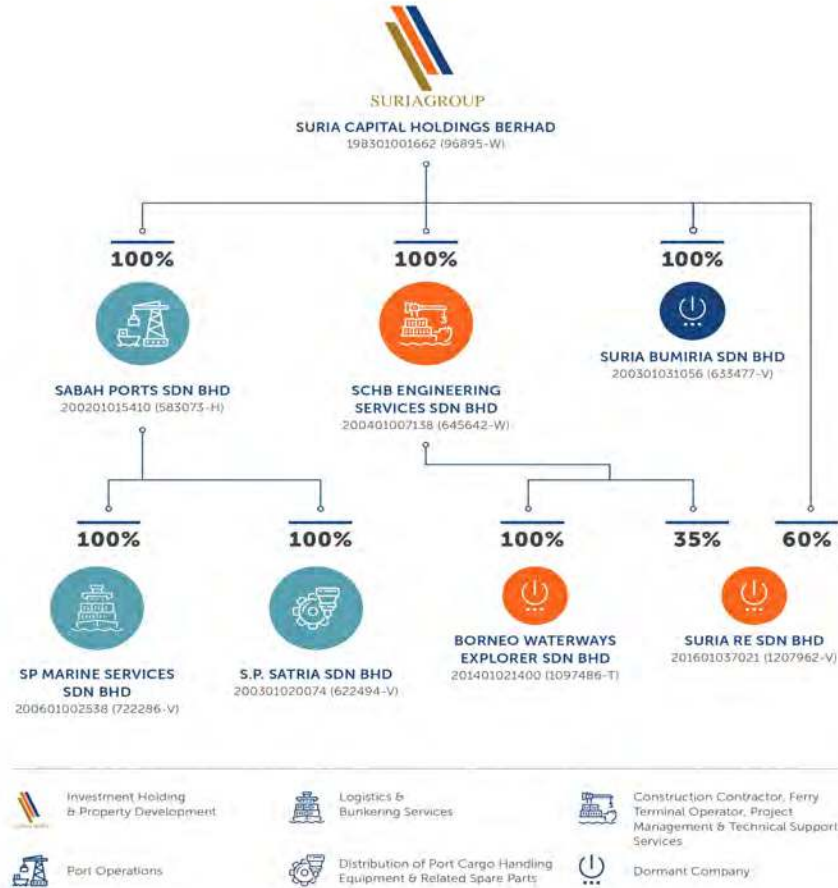 SURIAGROUP
SURIA CAPITAL HOLDINGS BERHAD
198301001662 (96895-W)
100%
100%
100%
SABAH PORTS SDN BHD
200201015410 (583073-H)
SCHB ENGINEERING
SERVICES SDN BHD
200401007138 (645642-W)
SURIA BUMIRIA SDN BHD
200301031056 (633477-V)
100%
100%
100%
35%
60%
SP MARINE SERVICES
SDN BHD
200601002538 (722286-V)
S.P. SATRIA SDN BHD
200301020074 (622494-V)
BORNEO WATERWAYS
EXPLORER SDN BHD
201401021400 (1097486-T)
SURIA RE SDN BHD
201601037021 (1207962-V)
Investment Holding
& Property Development
Logistics &
Bunkering Services
Construction Contractor, Ferry
Terminal Operator, Project
Management & Technical Support
Services
Port Operations
Distribution of Port Cargo Handling
Equipment & Related Spare Parts
Dormant Company